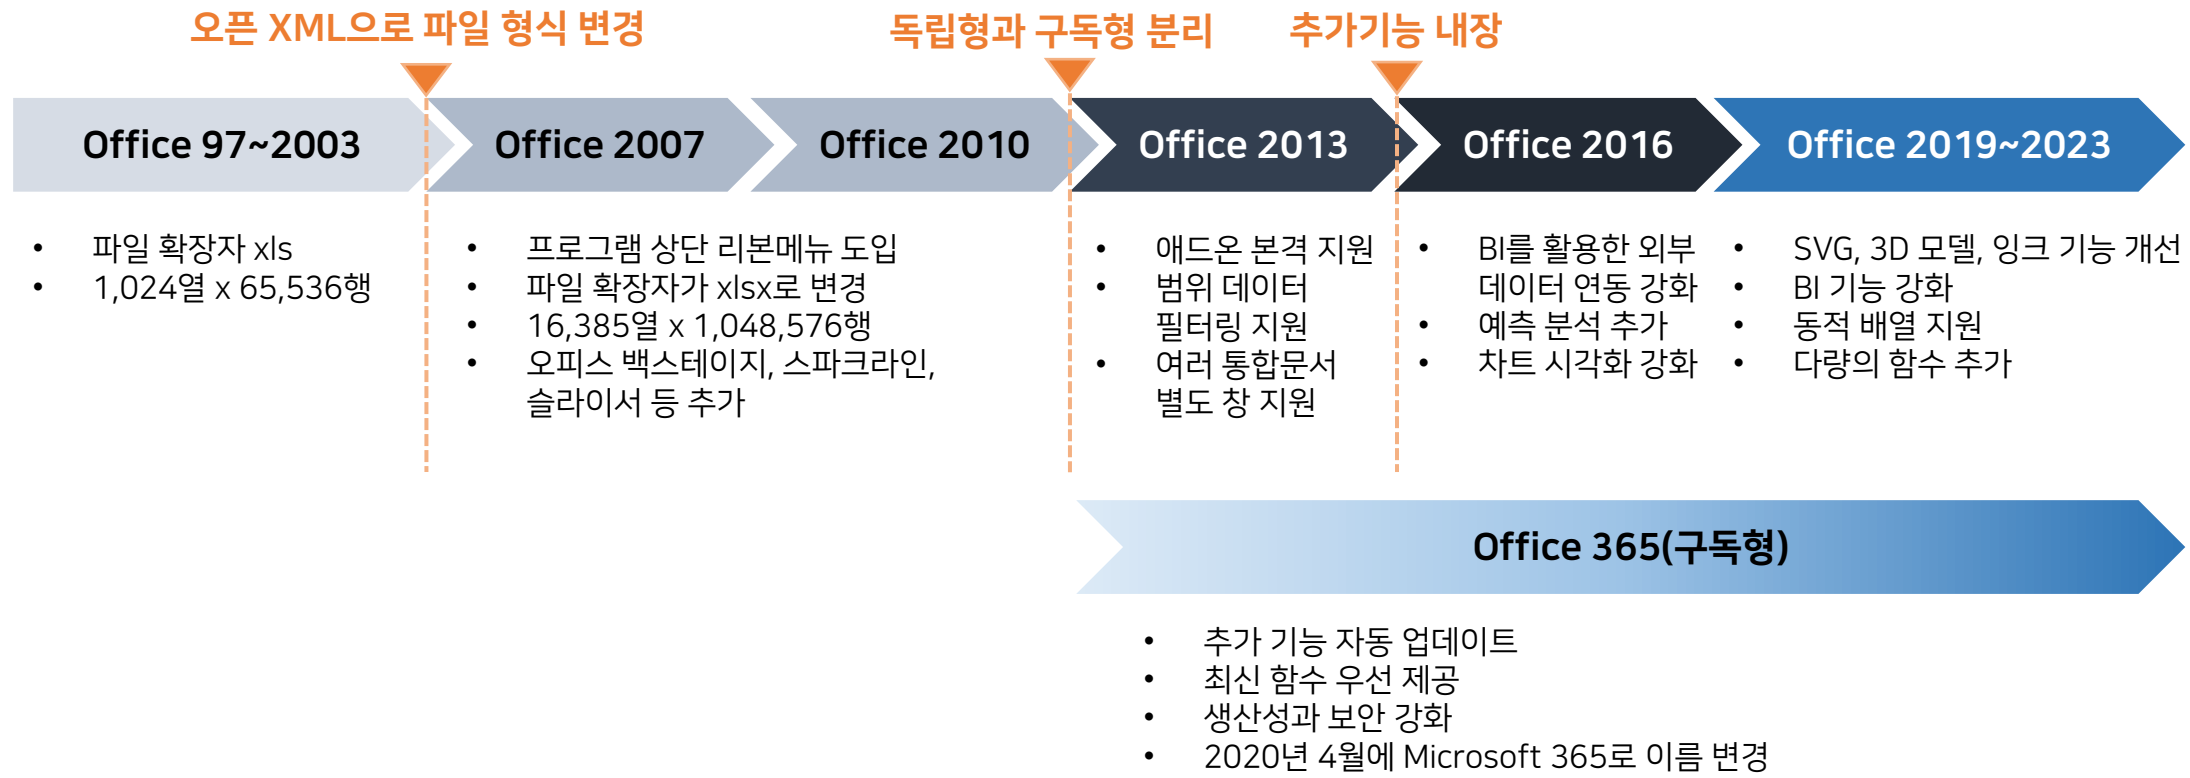 오픈 XML으로 파일 형식 변경
독립형과 구독형 분리
추가기능 내장
Office 97~2003
Office 2007
Office 2010
Office 2013
Office 2016
Office 2019~2023
• 파일 확장자 xls
• 1,024열 x 65,536행
• 프로그램 상단 리본메뉴 도입
• 파일 확장자가 xlsx로 변경
• 16,385열 x 1,048,576행
• 오피스 백스테이지, 스파크라인,
슬라이서 등 추가
• 애드온 본격 지원
• 범위 데이터
필터링 지원
• 여러 통합문서
별도 창 지원
• BI를 활용한 외부
데이터 연동 강화
• 예측 분석 추가
• 차트 시각화 강화
• SVG, 3D 모델, 잉크 기능 개선
• BI 기능 강화
• 동적 배열 지원
• 다량의 함수 추가
Office 365(구독형)
• 추가 기능 자동 업데이트
• 최신 함수 우선 제공
• 생산성과 보안 강화
• 2020년 4월에 Microsoft 365로 이름 변경